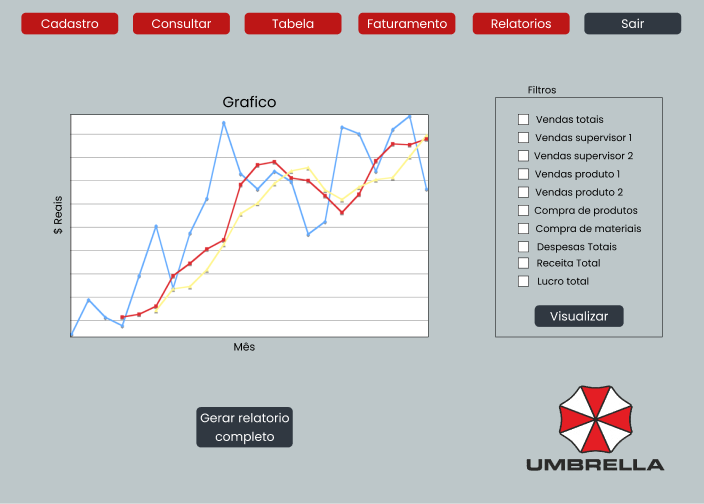 Cadastro
Consultar
Tabela
Faturamento
Relatorios
Sair
Filtros
Grafico
Vendas totais
Vendas supervisor 1
Vendas supervisor 2
Vendas produto 1
Vendas produto 2
Compra de produtos
Compra de materiais
Despesas Totais
Receita Total
Lucro total
Visualizar
$ Reais
Mês
Gerar relatorio
completo
UMBRELLA